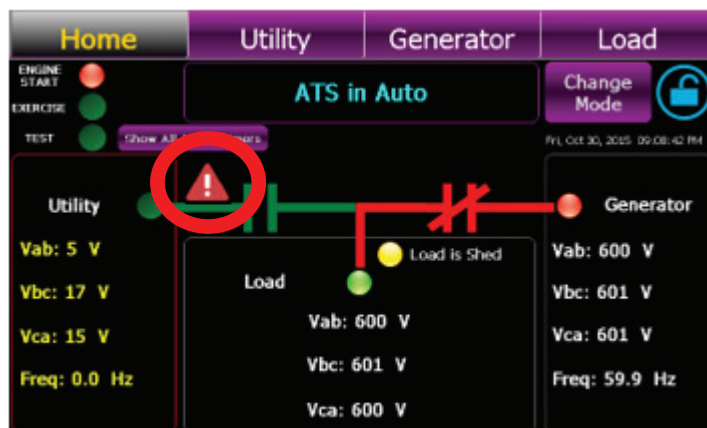 Home Utility Generator Load
ENGINE
START
EXERCISE
TEST
ATS in Auto
Change
Mode
Show All
Fri, Oct 30, 2015 09:08:42 PM
Utility
Vab: 5 V
Vbc: 17 V
Vca: 15 V
Freq: 0.0 Hz
Load is Shed
Load
Vab: 600 V
Vbc: 601 V
Vca: 600 V
Generator
Vab: 600 V
Vbc: 601 V
Vca: 601 V
Freq: 59.9 Hz